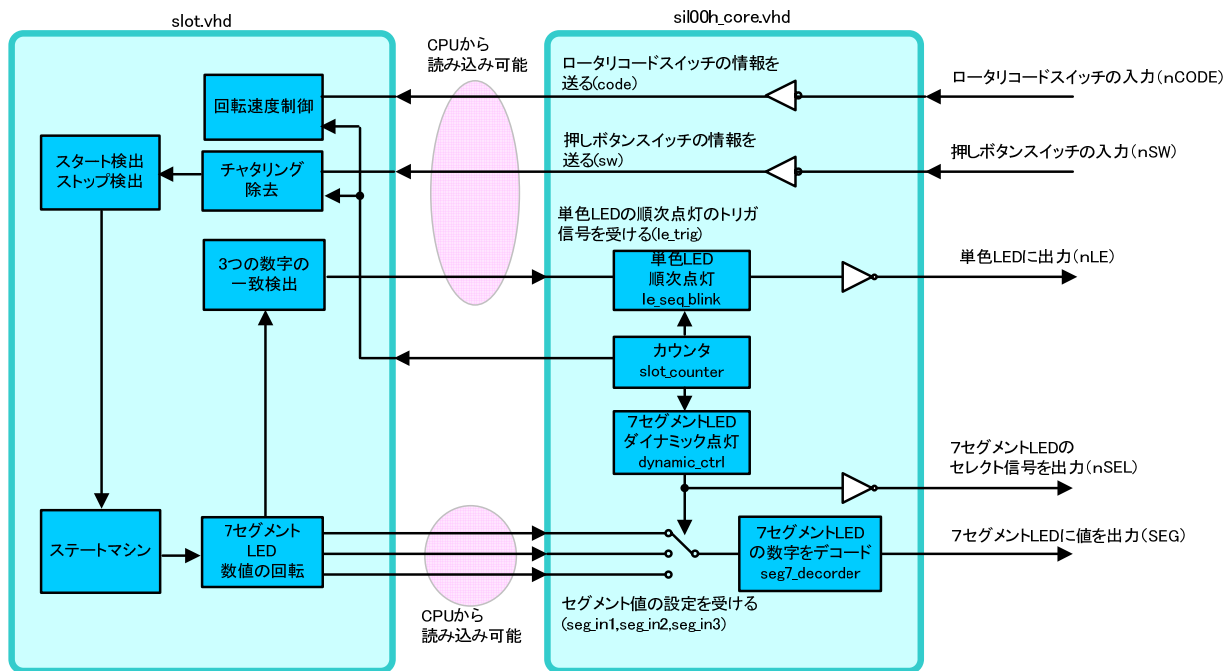 slot.vhd
sil00h_core.vhd
CPUから
読み込み可能
ロータリコードスイッチの情報を
送る(code)
ロータリコードスイッチの入力(nCODE)
回転速度制御
押しボタンスイッチの情報を
送る(sw)
押しボタンスイッチの入力(nSW)
スタート検出
ストップ検出
チャタリング
除去
単色LEDの順次点灯のトリガ
信号を受ける(le_trig)
3つの数字の
一致検出
単色LED
順次点灯
le_seq_blink
単色LEDに出力(nLE)
カウンタ
slot_counter
7セグメントLED
ダイナミック点灯
dynamic_ctrl
7セグメントLEDの
セレクト信号を出力(nSEL)
ステートマシン
7セグメント
LED
数値の回転
7セグメントLED
の数字をデコード
seg7_decorder
7セグメントLEDに値を出力(SEG)
CPUから
読み込み可能
セグメント値の設定を受ける
(seg_in1,seg_in2,seg_in3)